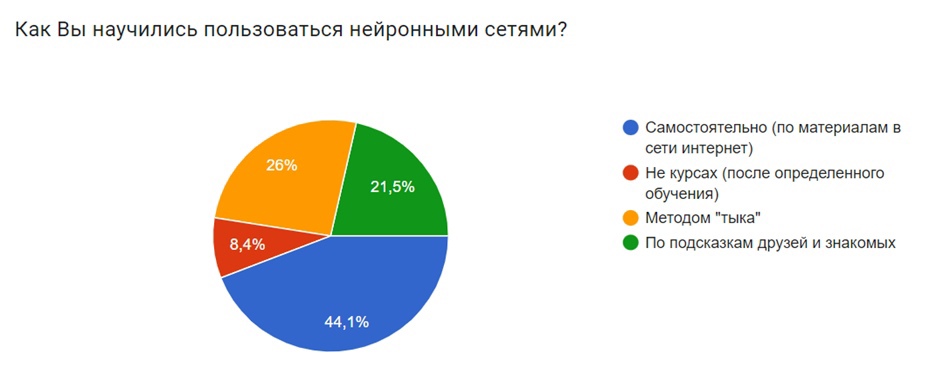 Как Вы научились пользоваться нейронными сетями?
26%
21,5%
8,4%
44,1%
Самостоятельно (по материалам в
сети интернет)
Не курсах (после определенного
обучения)
Методом "тыка"
По подсказкам друзей и знакомых